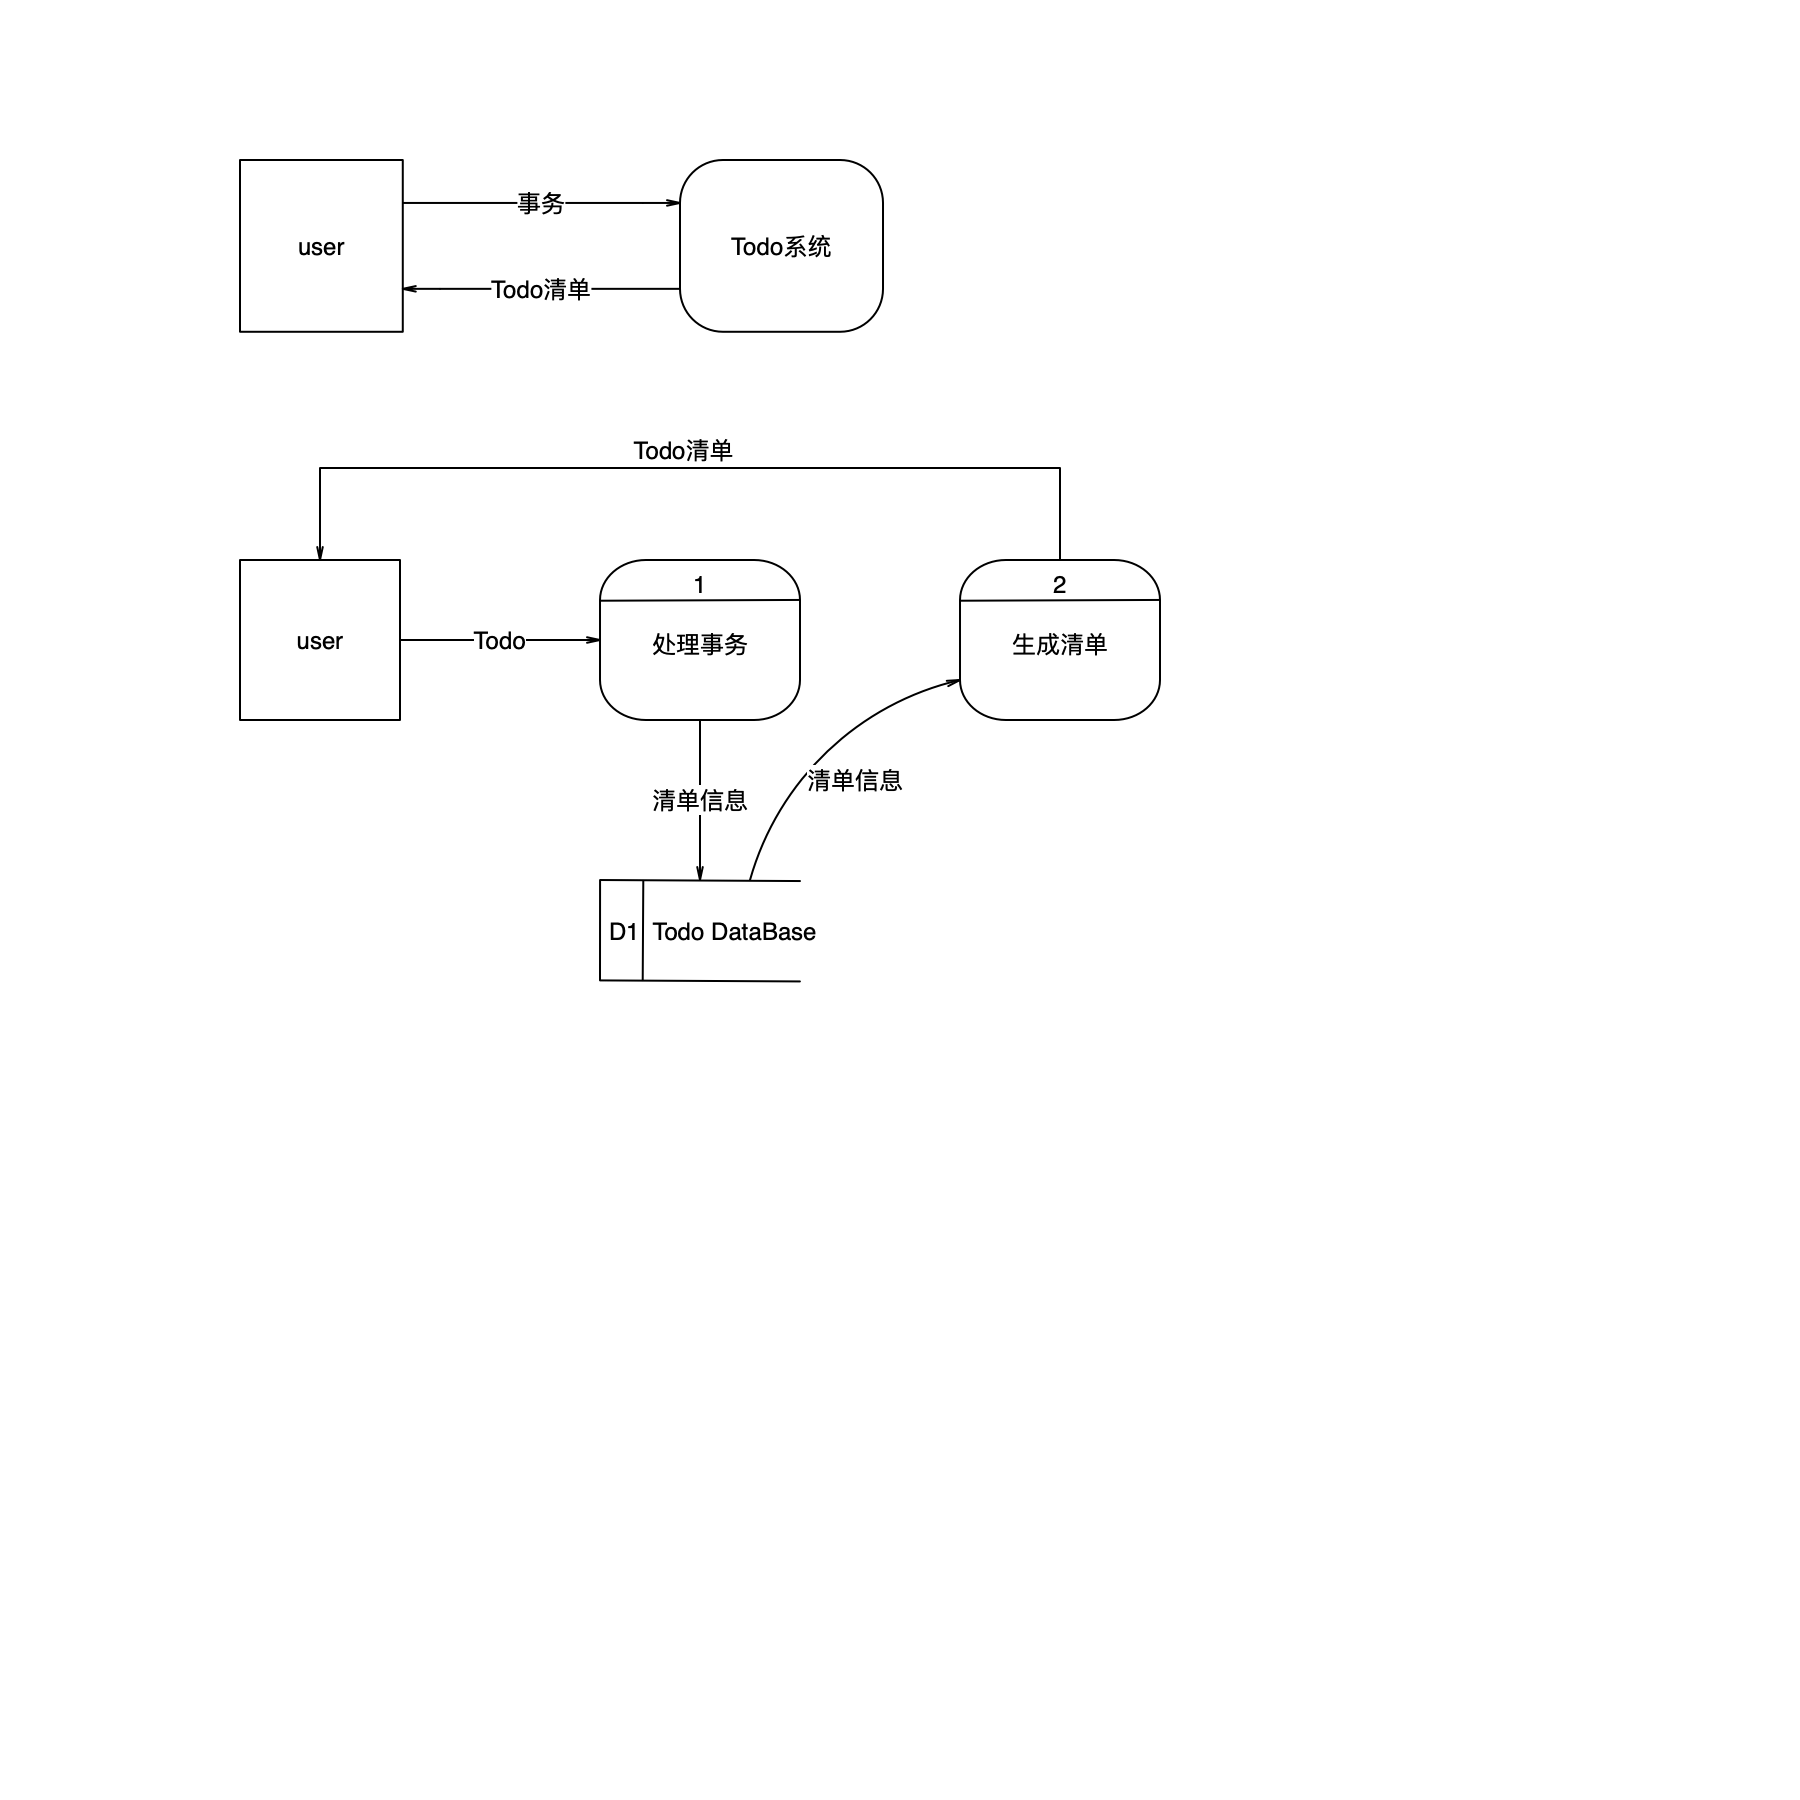 user
事务
Todo系统
Todo清单
Todo清单
user
Todo
1
处理事务
2
生成清单
清单信息
清单信息
D1
Todo DataBase